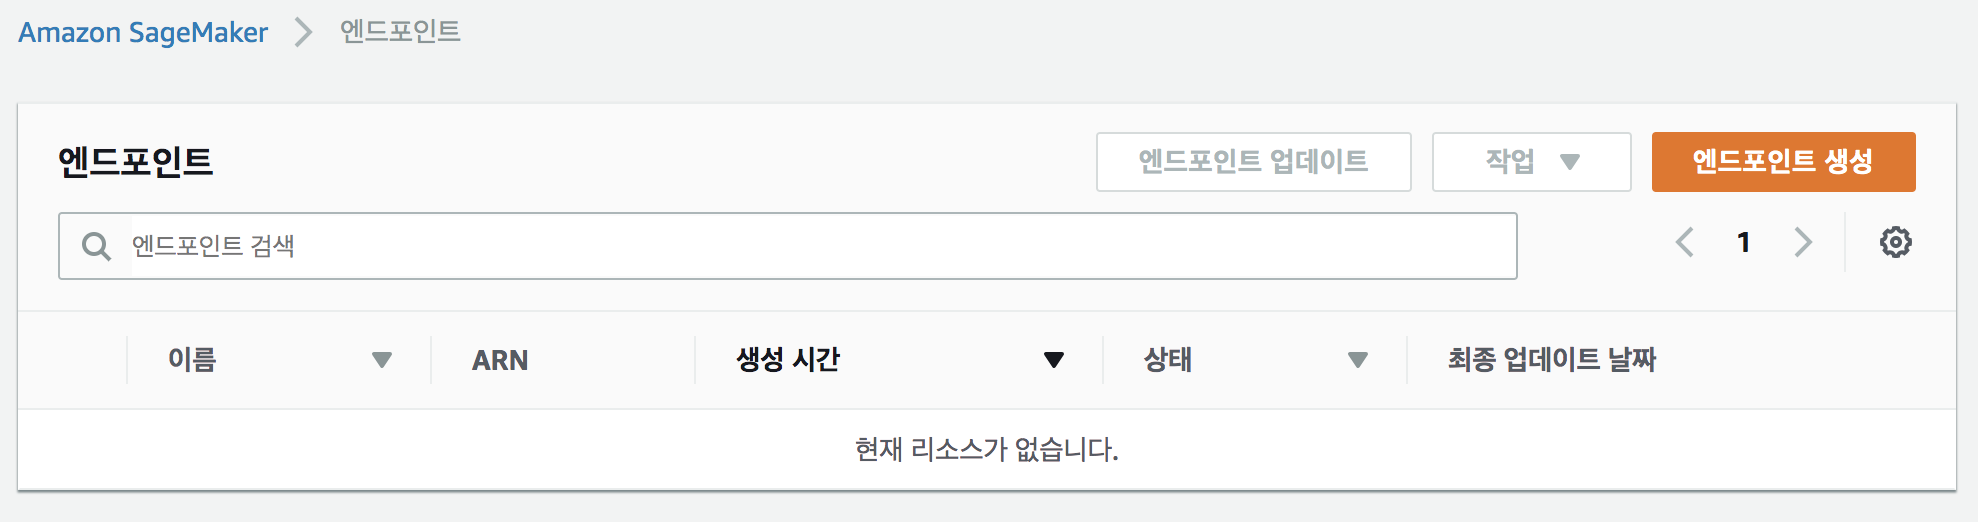 Amazon SageMaker 엔드포인트
엔드포인트 엔드포인트 업데이트 작업 엔드포인트 생성
엔드포인트 검색 1
이름 ARN 생성 시간 상태 최종 업데이트 날짜
현재 리소스가 없습니다.